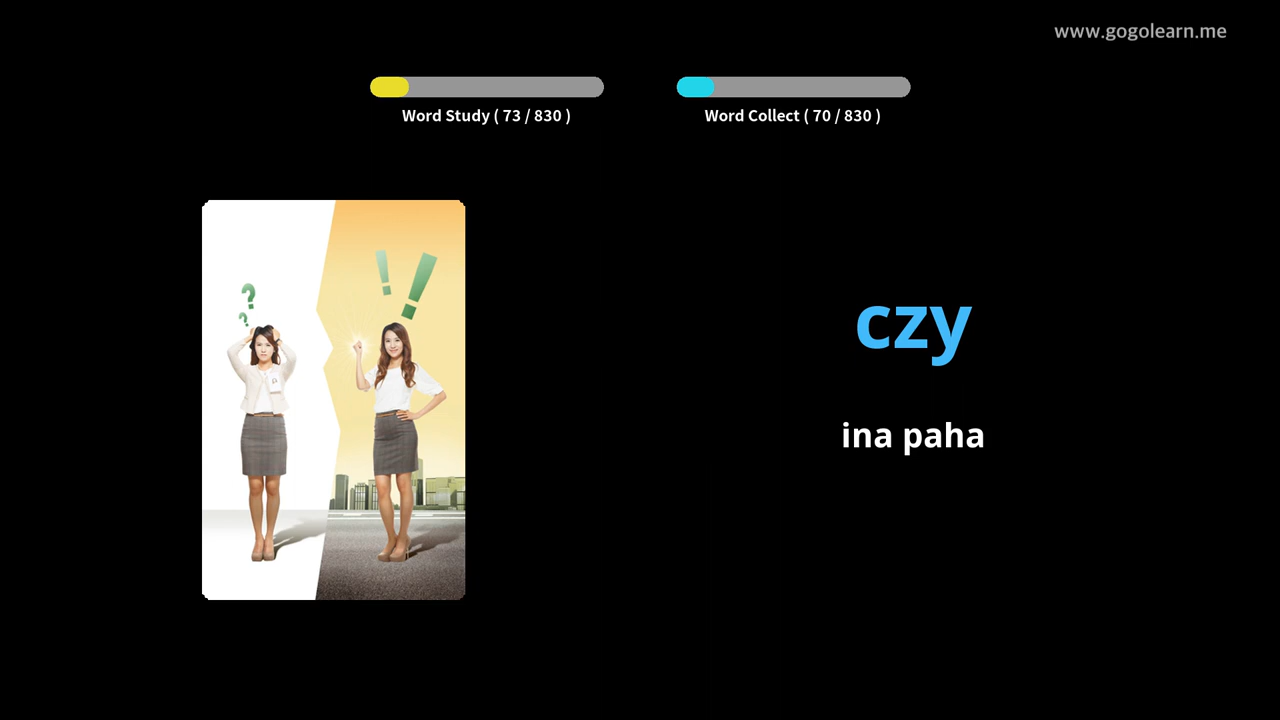 www.gogolearn.me
Word Study ( 73 / 830 )
Word Collect ( 70 / 830 )
? ? ! !
czy
ina paha